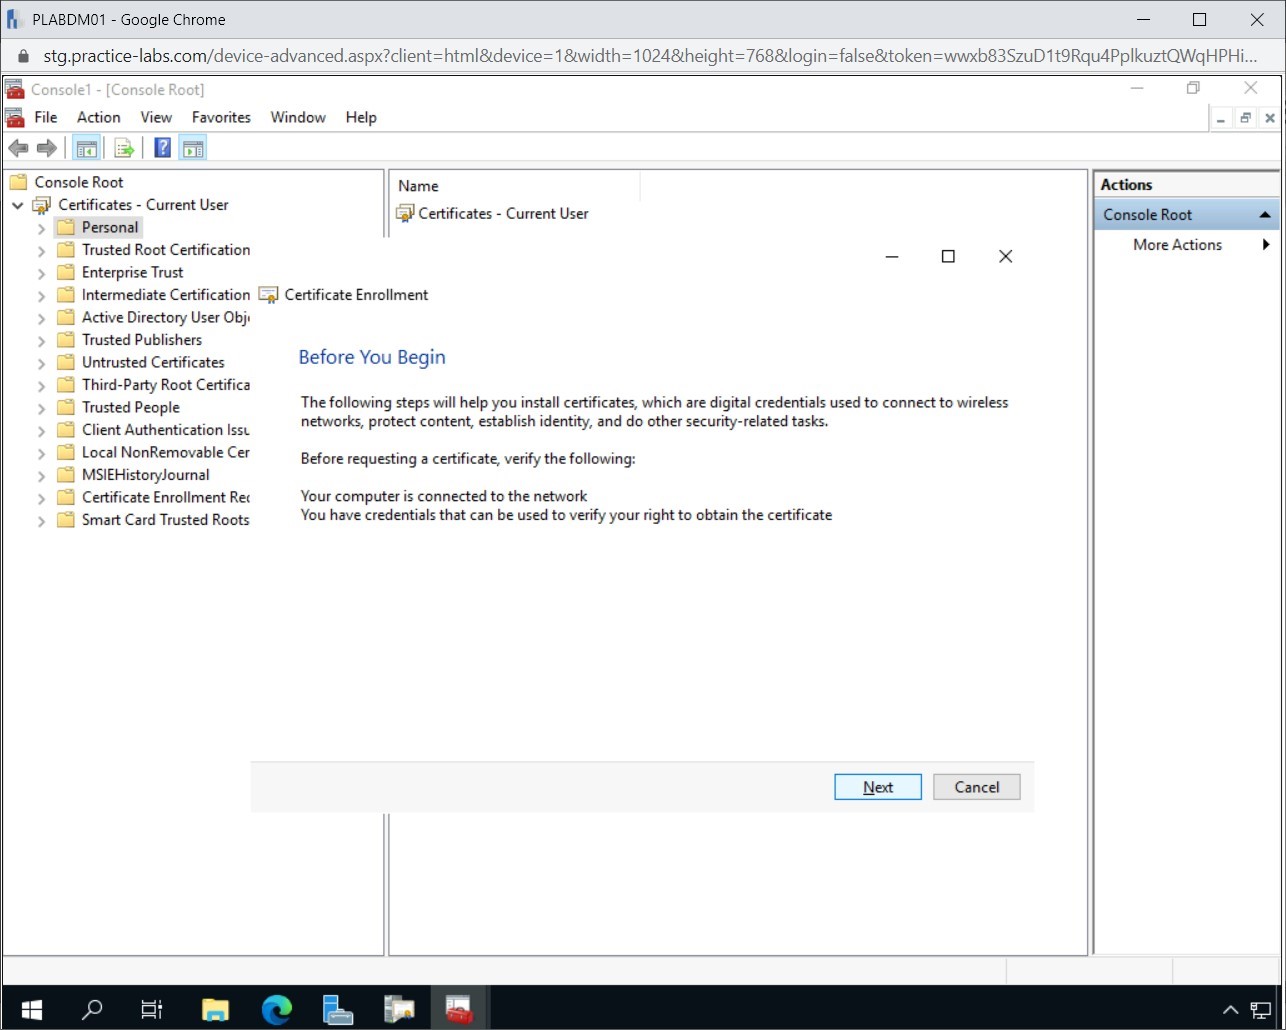 PLABDM01 - Google Chrome
stg.practice-labs.com/device-advanced.aspx?client=html&device=1&width=1024&height=768&login=false&token=wwxb83SzuD1t9Rqu4PplkuztQWqHPHi...
Console1 - [Console Root]
File Action View Favorites Window Help
Console Root
Certificates - Current User
Personal
Trusted Root Certification
Enterprise Trust
Intermediate Certification
Active Directory User Obj
Trusted Publishers
Untrusted Certificates
Third-Party Root Certifica
Trusted People
Client Authentication Issu
Local NonRemovable Cer
MSIEHistoryJournal
Certificate Enrollment Rec
Smart Card Trusted Roots
Name
Certificates - Current User
Actions
Console Root
More Actions
Certificate Enrollment
Before You Begin
The following steps will help you install certificates, which are digital credentials used to connect to wireless
networks, protect content, establish identity, and do other security-related tasks.
Before requesting a certificate, verify the following:
Your computer is connected to the network
You have credentials that can be used to verify your right to obtain the certificate
Next
Cancel